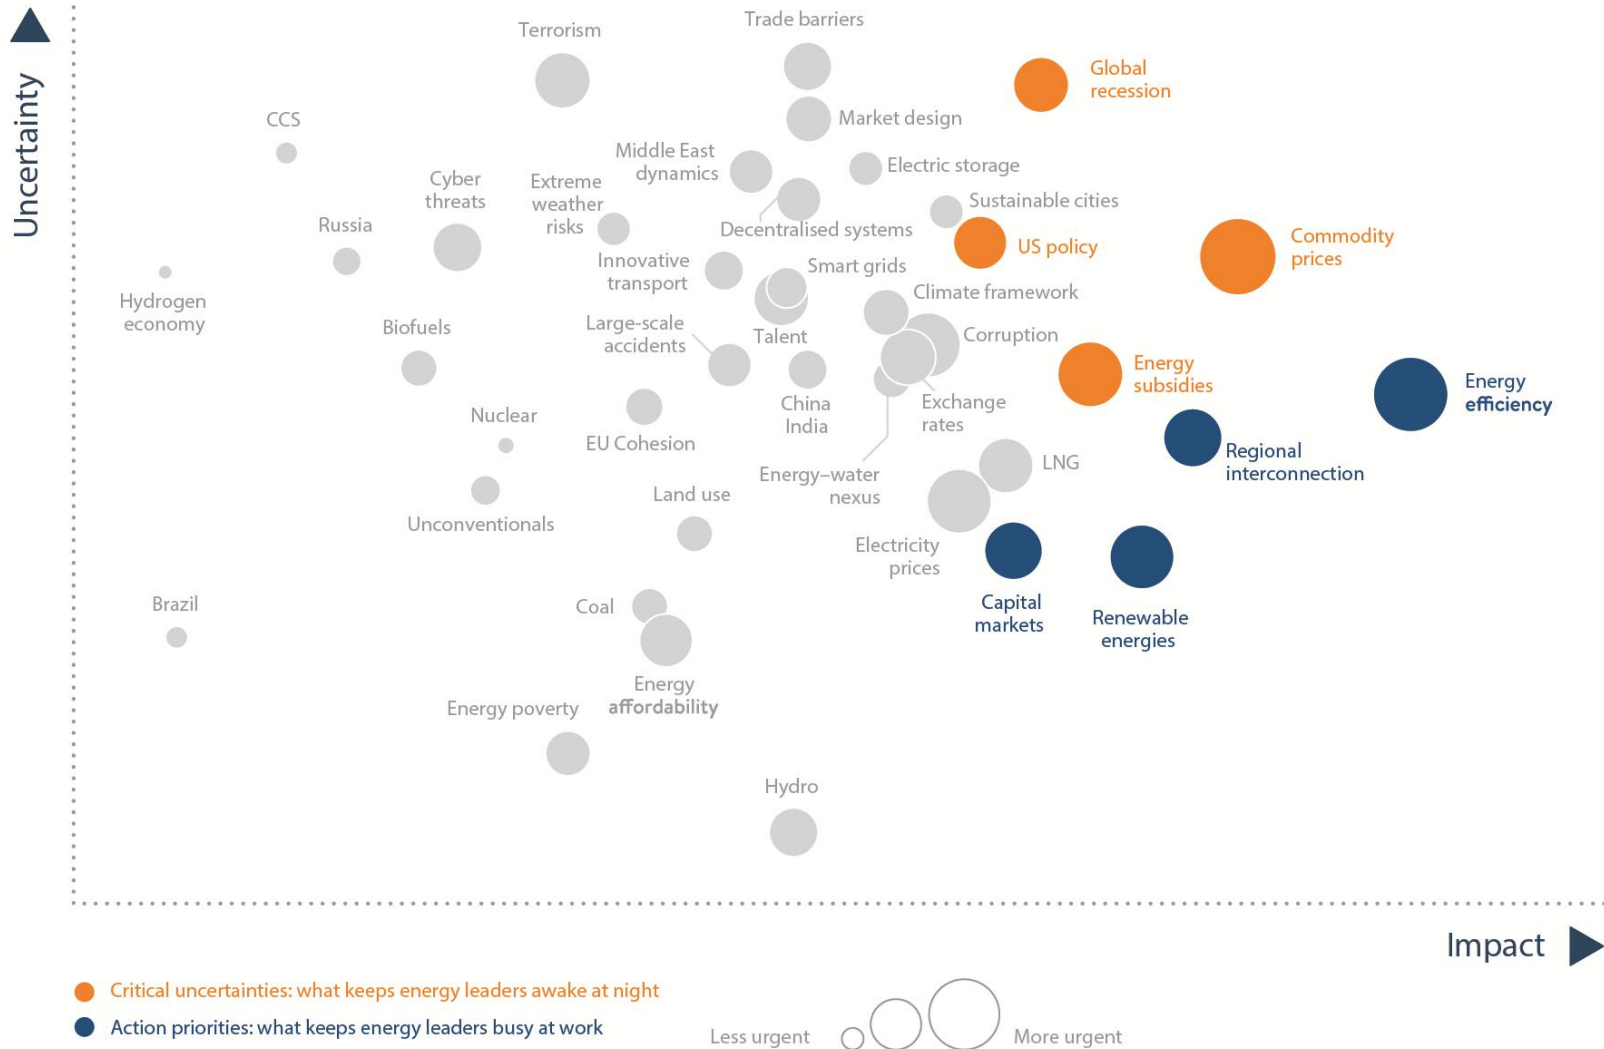 Uncertainty
Terrorism
Trade barriers
Global
recession
CCS
Market design
Middle East
dynamics
Electric storage
Cyber
threats
Extreme
weather
risks
Sustainable cities
Russia
Decentralised systems
US policy
Commodity
prices
Innovative
transport
Smart grids
Hydrogen
economy
Climate framework
Biofuels
Large-scale
accidents
Talent
Corruption
Energy
subsidies
Energy
efficiency
China
India
Exchange
rates
Nuclear
EU Cohesion
Regional
interconnection
Energy–water
nexus
LNG
Unconventionals
Land use
Electricity
prices
Brazil
Coal
Capital
markets
Renewable
energies
Energy
affordability
Energy poverty
Hydro
Impact
Critical uncertainties: what keeps energy leaders awake at night
Action priorities: what keeps energy leaders busy at work
Less urgent
More urgent